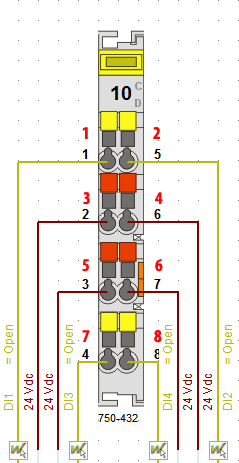 10
C
D
1 2
1 5
3 4
2 6
5 6
3 7
7 8
4 8
750-432
DI1 = Open
24 Vdc
24 Vdc
DI3 = Open
DI4 = Open
24 Vdc
24 Vdc
DI2 = Open